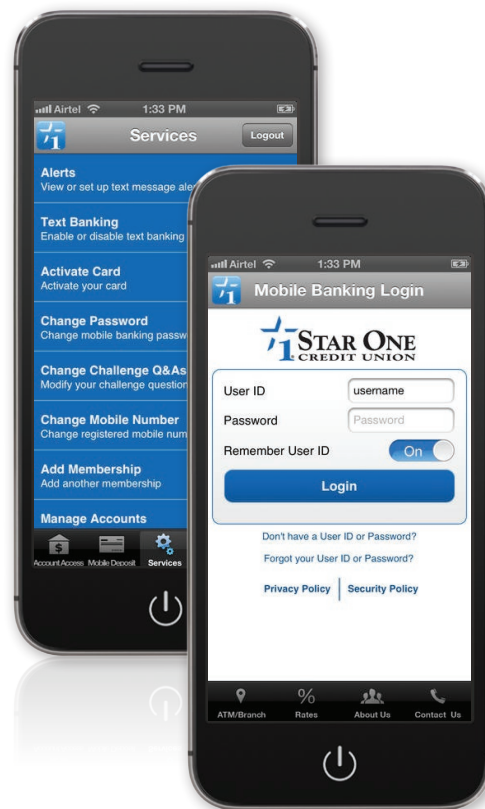 Airtel 1:33 PM
Services
Logout
Alerts
View or set up text message
Text Banking
Enable or disable text banking
Activate Card
Activate your card
Change Password
Change mobile banking
Change Challenge Q&As
Modify your challenge
Change Mobile Number
Change registered mobile
Add Membership
Add another membership
Manage Accounts
Account Access Mobile Deposit Services
Airtel 1:33 PM
1 Mobile Banking Login
1 STAR ONE
CREDIT UNION
User ID username
Password Password
Remember User ID On
Login
Don't have a User ID or Password?
Forgot your User ID or Password?
Privacy Policy | Security Policy
ATM/Branch Rates About Us Contact Us